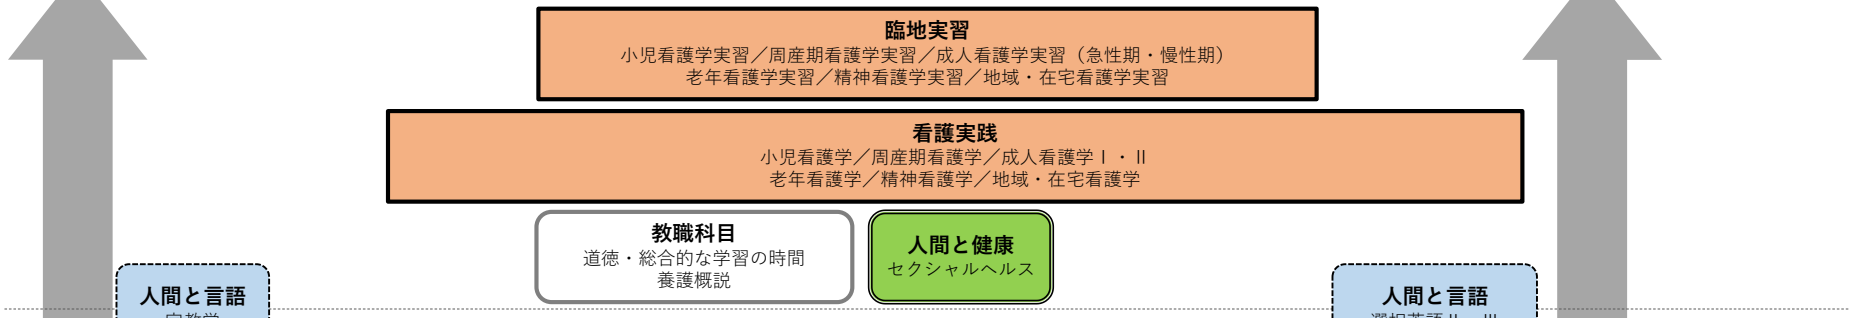 臨地実習
小児看護学実習／周産期看護学実習／成人看護学実習（急性期・慢性期）
老年看護学実習／精神看護学実習／地域・在宅看護学実習
看護実践
小児看護学／周産期看護学／成人看護学Ⅰ・Ⅱ
老年看護学／精神看護学／地域・在宅看護学
教職科目
道徳・総合的な学習の時間
養護概説
人間と健康
セクシャルヘルス
人間と言語
人間と言語